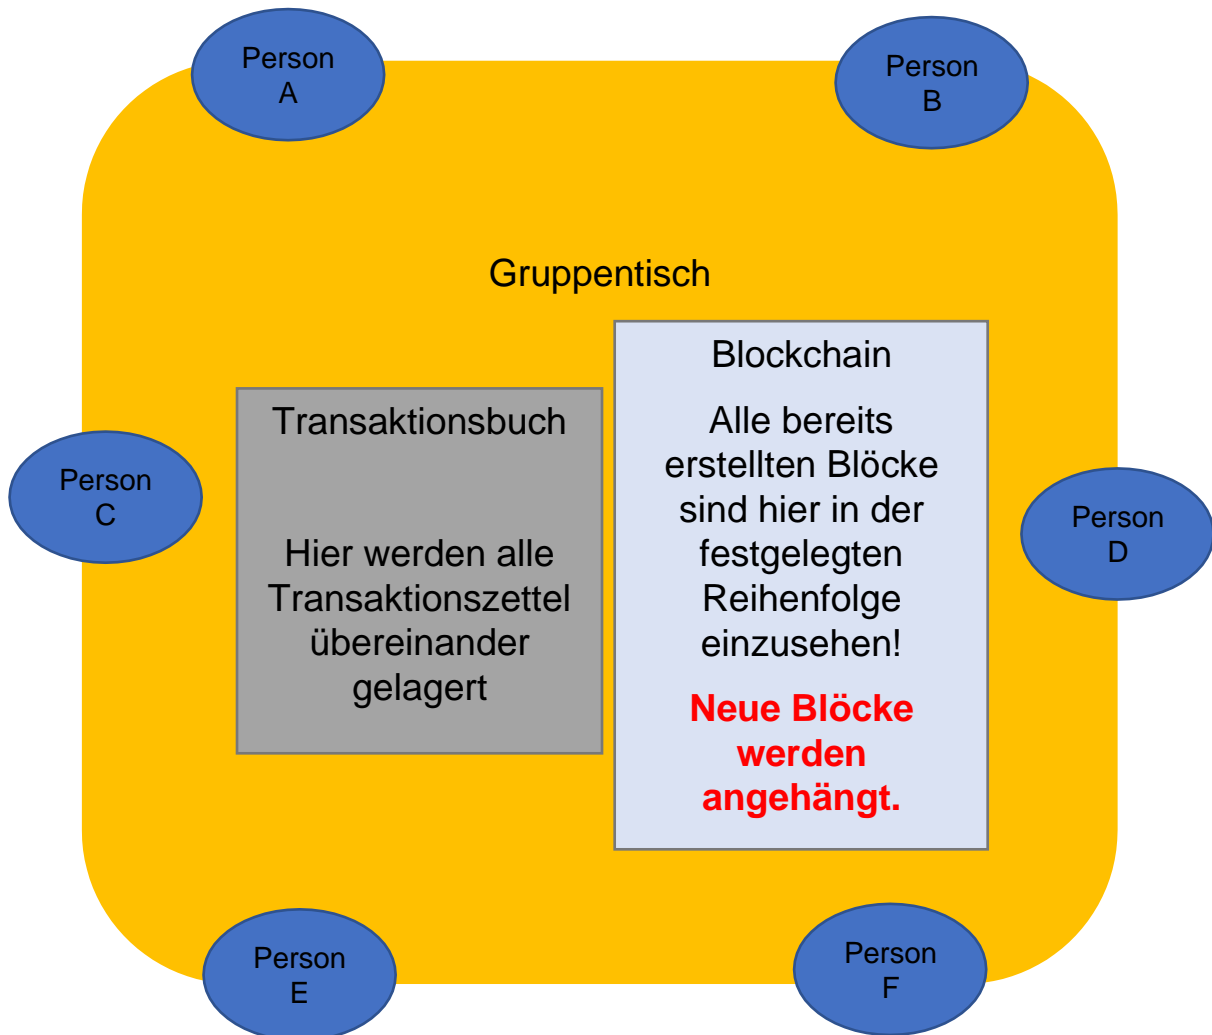 Person
A
Person
B
Gruppentisch
Transaktionsbuch
Hier werden alle
Transaktionszettel
übereinander
gelagert
Blockchain
Alle bereits
erstellten Blöcke
sind hier in der
festgelegten
Reihenfolge
einzusehen!
Neue Blöcke
werden
angehängt.
Person
C
Person
D
Person
E
Person
F